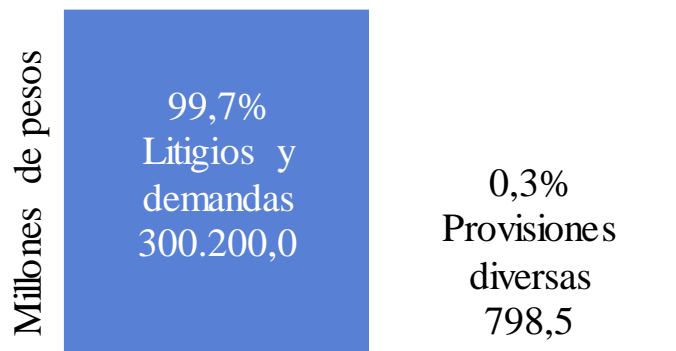 Millones de pesos
99,7%
Litigios y
demandas
300.200,0
0,3%
Provisiones
diversas
798,5